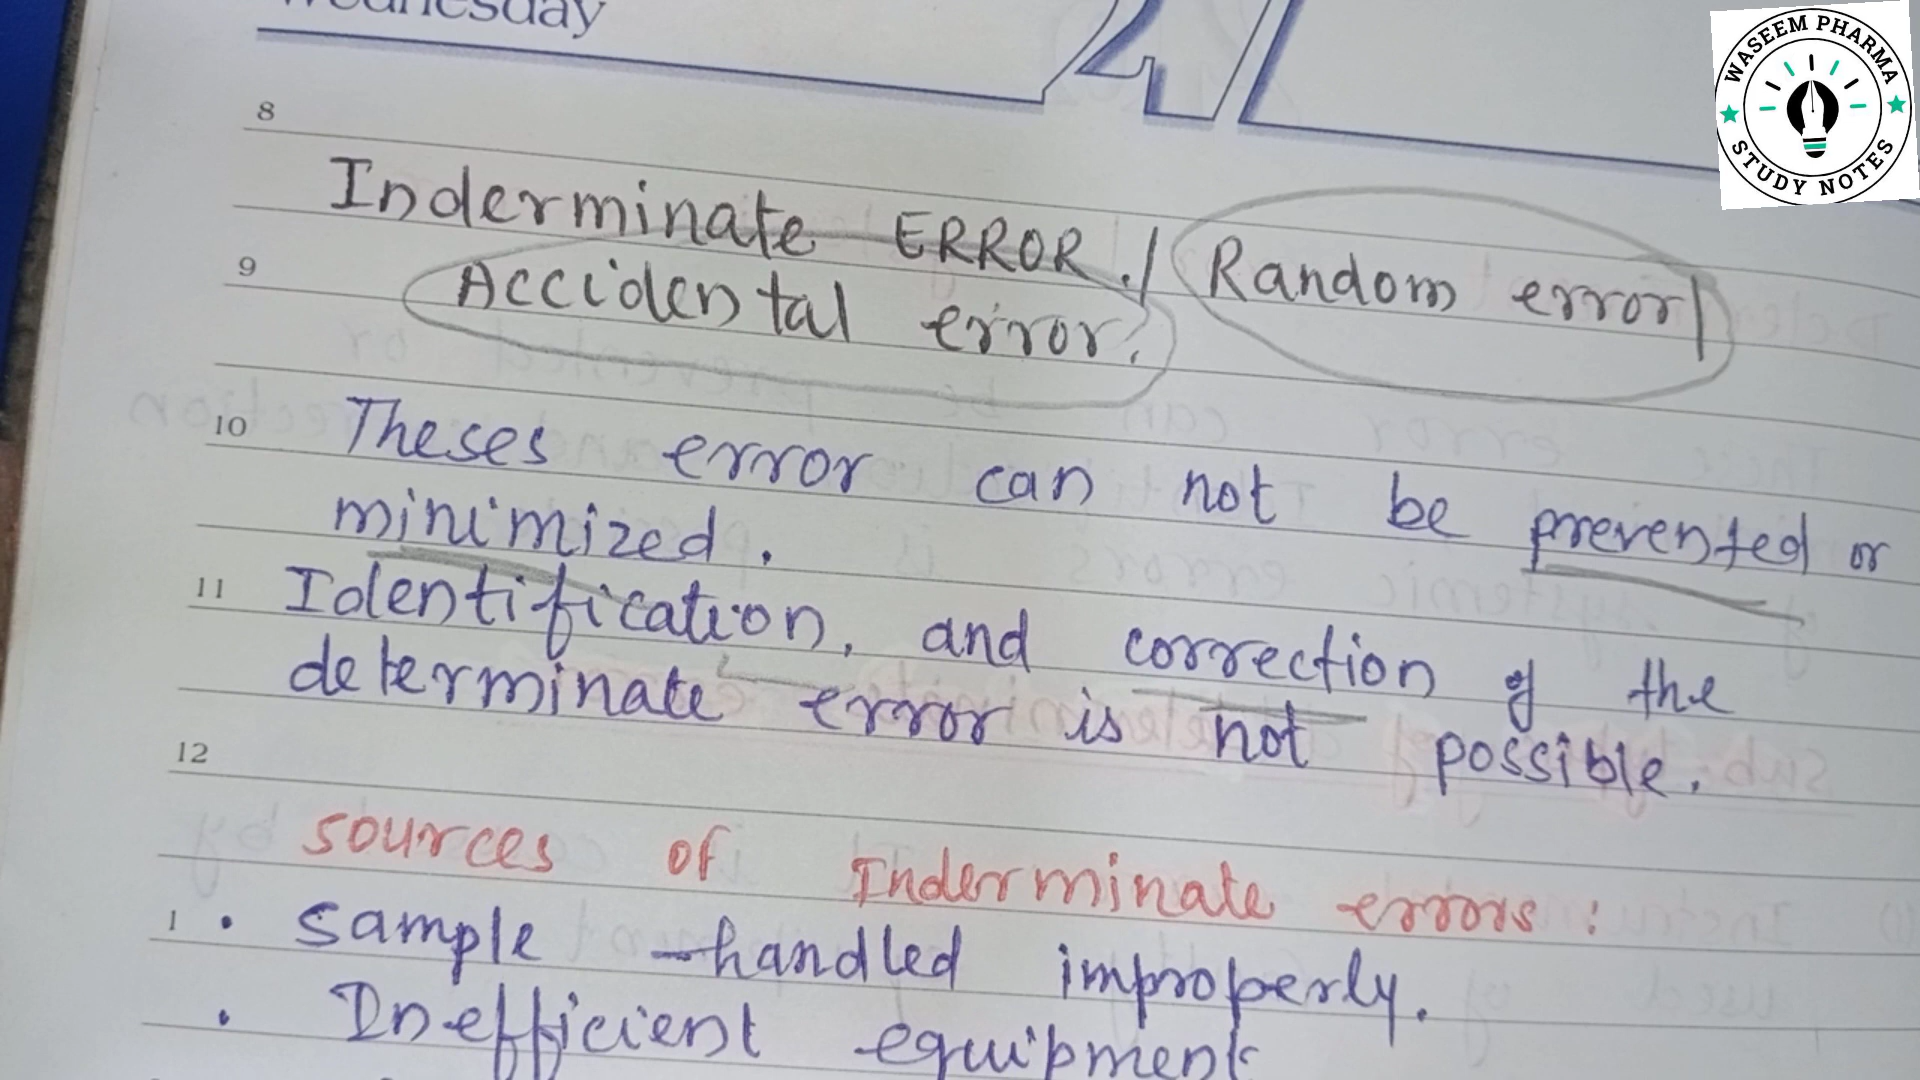 Wednesday
21
WASEEM PHARMA
STUDY NOTES
8
Inderminate ERROR. / Random error /
9
Accidental error.
10 Theses error can not be prevented or
minimized.
11 Identification, and correction of the
determinate error is not possible.
12
sources of Inderminate errors:
1 • sample handled improperly.
• Inefficient equipment